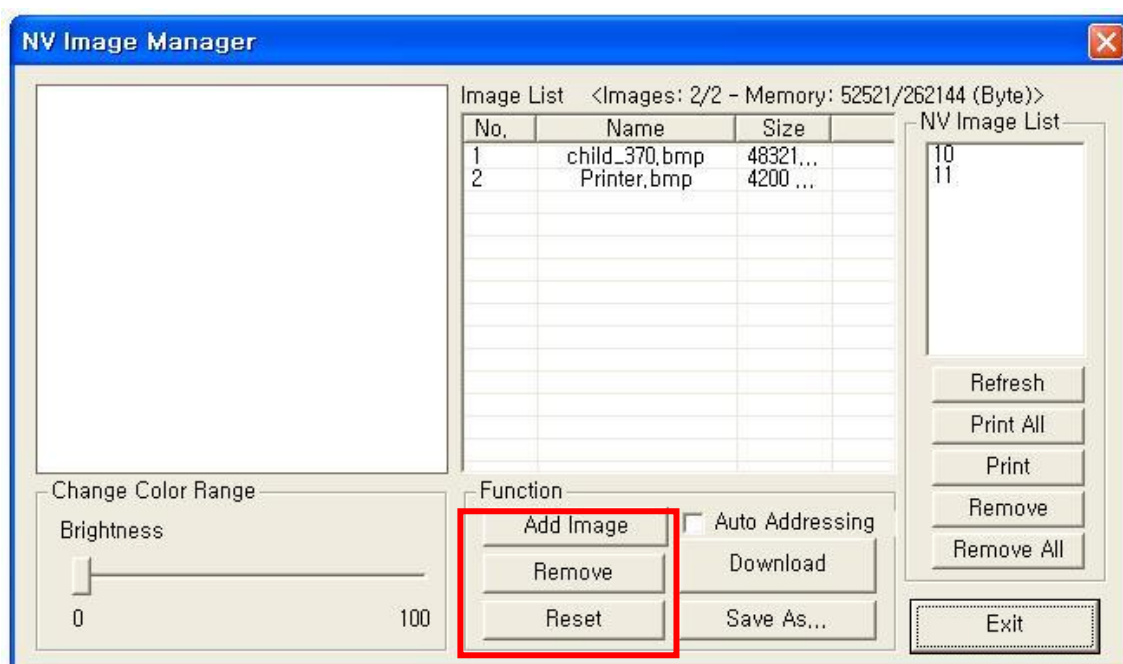 NV Image Manager
Image List <Images: 2/2 - Memory: 52521/262144 (Byte)>
No, Name Size
1 child_370,bmp 48321,,,
2 Printer,bmp 4200 ,,,
NV Image List
10
11
Refresh
Print All
Print
Remove
Remove All
Change Color Range
Brightness
0 100
Function
Add Image
Auto Addressing
Remove
Download
Reset
Save As,,,
Exit